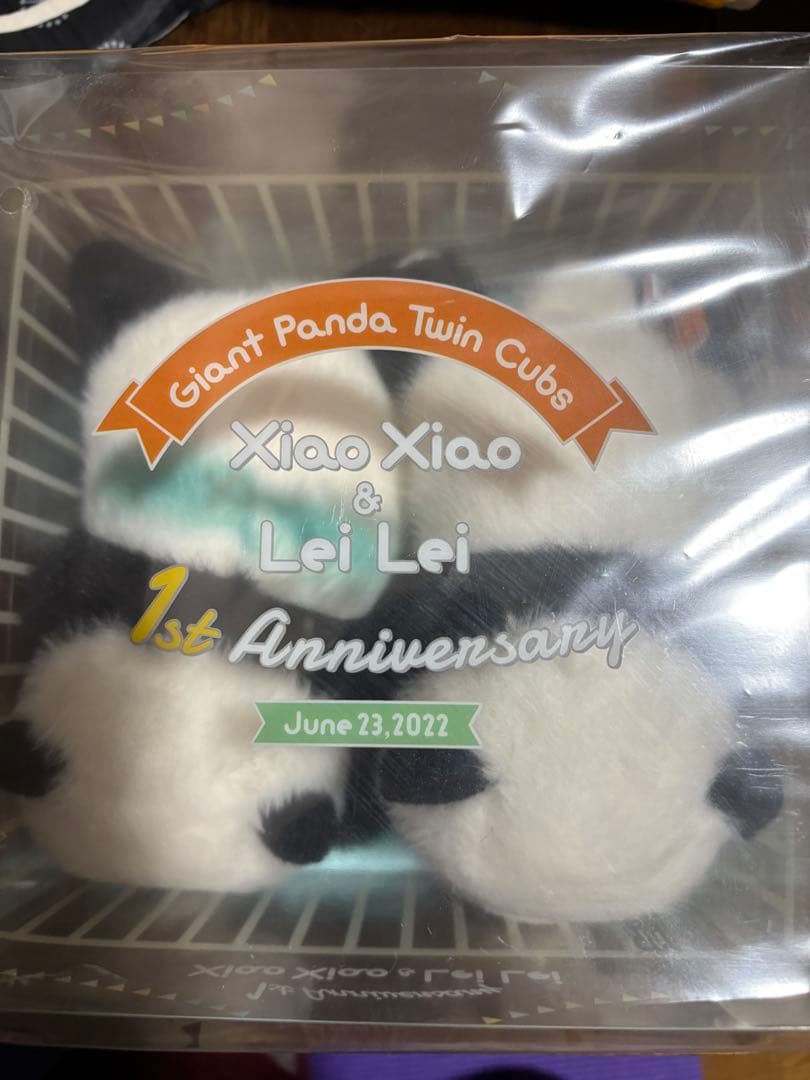 Giant Panda Twin Cubs
Xiao Xiao
&
Lei Lei
1st Anniversary
June 23,2022
Xiao Xiao & Lei Lei
1st Anniversary